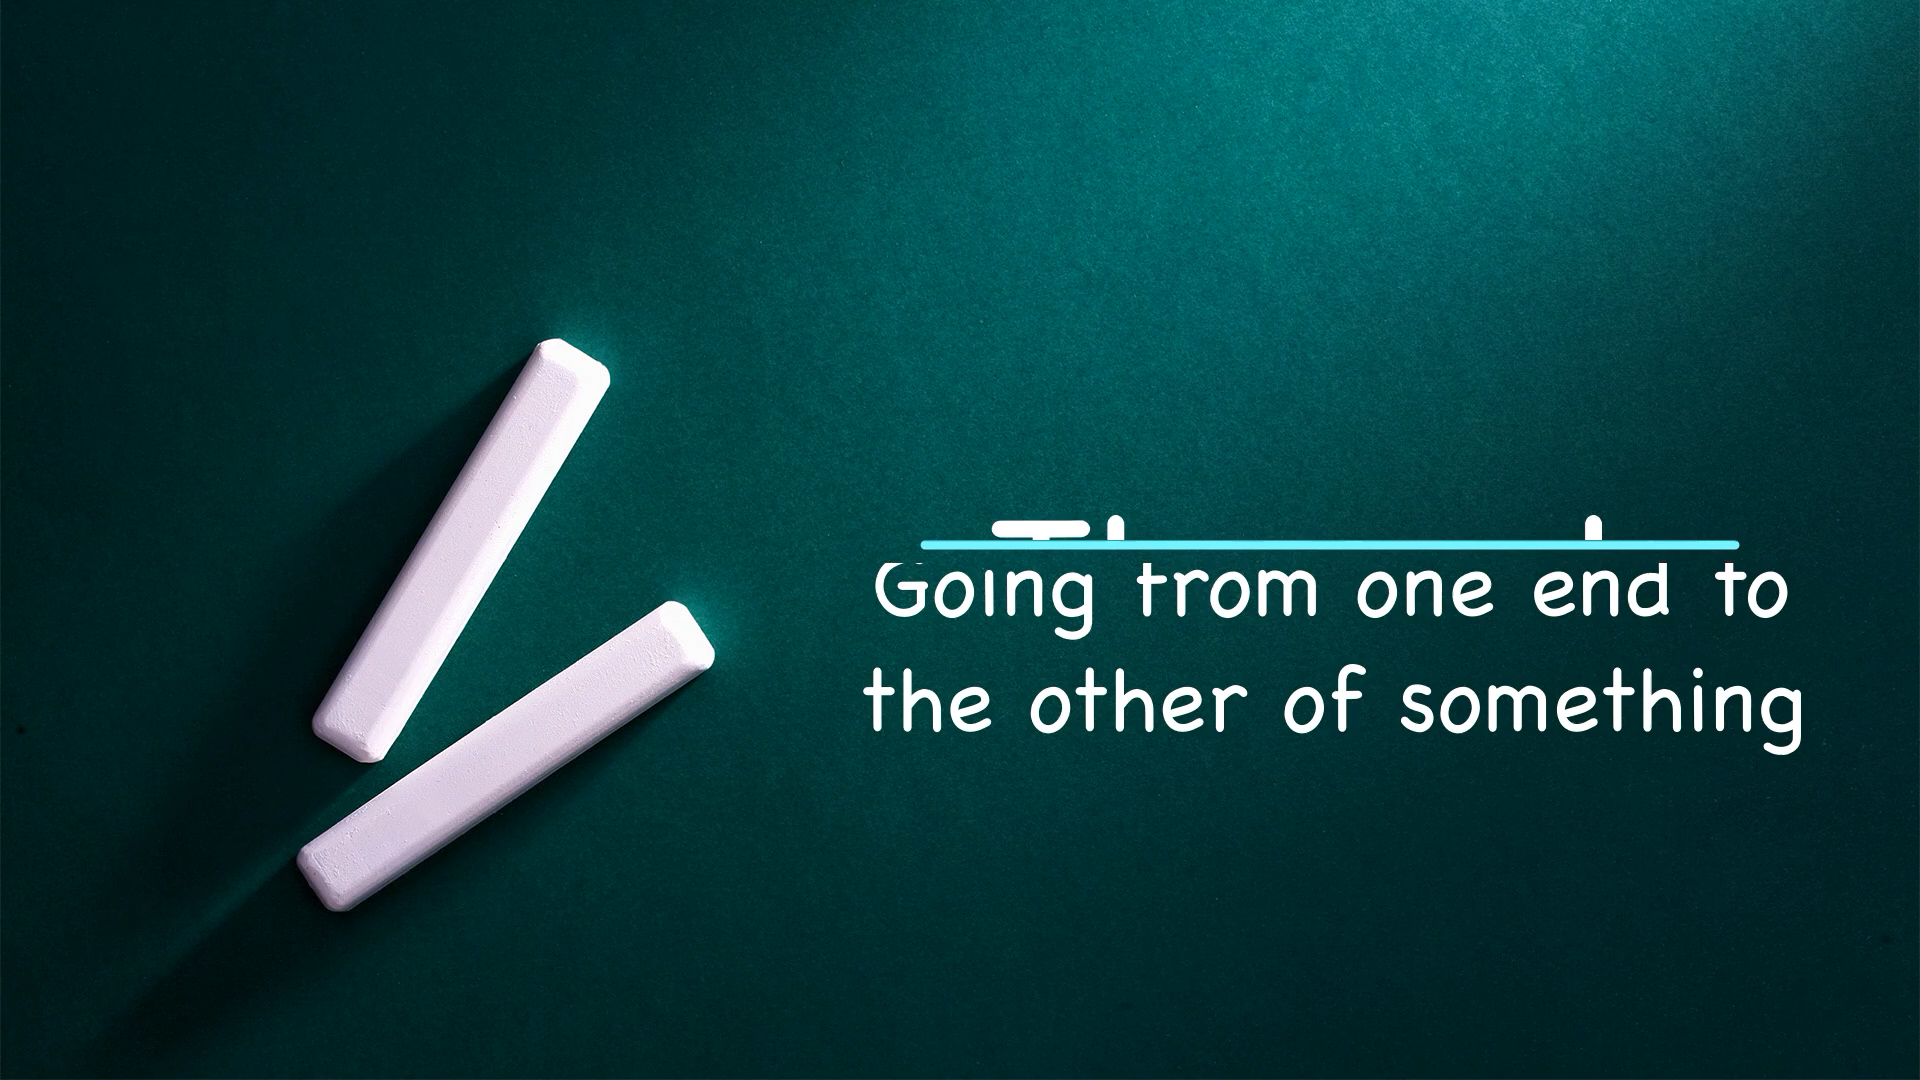 Going from one end to
the other of something